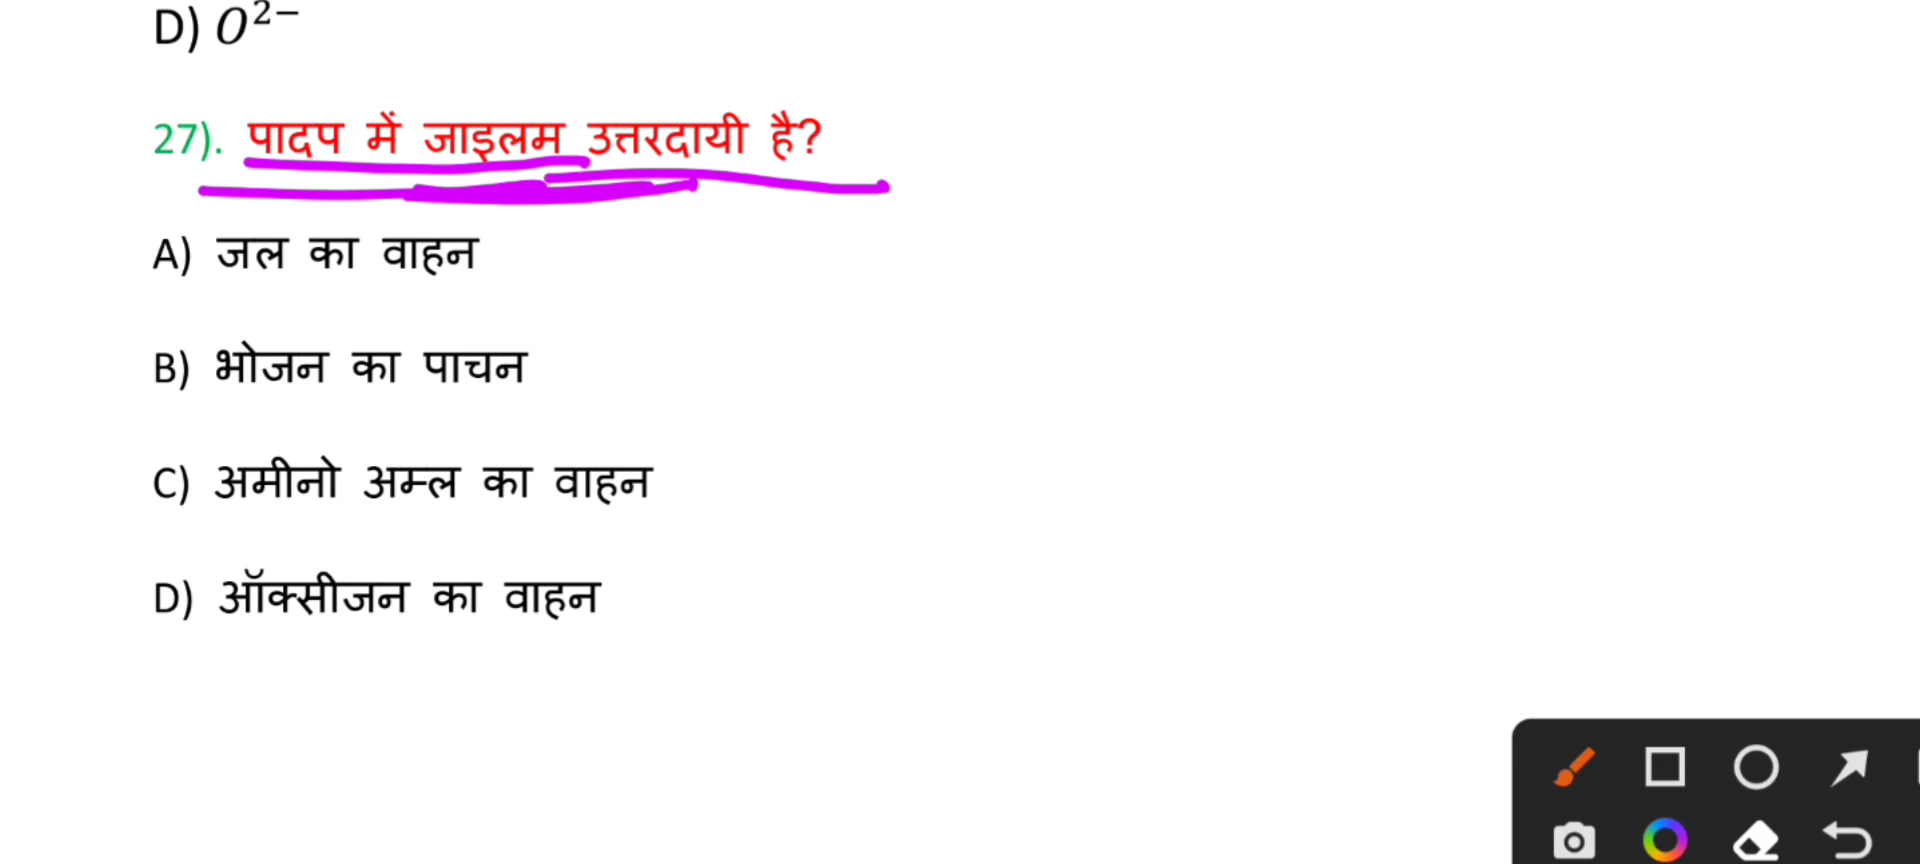 D) O²⁻
27). पादप में जाइलम उत्तरदायी है?
A) जल का वाहन
B) भोजन का पाचन
C) अमीनो अम्ल का वाहन
D) ऑक्सीजन का वाहन